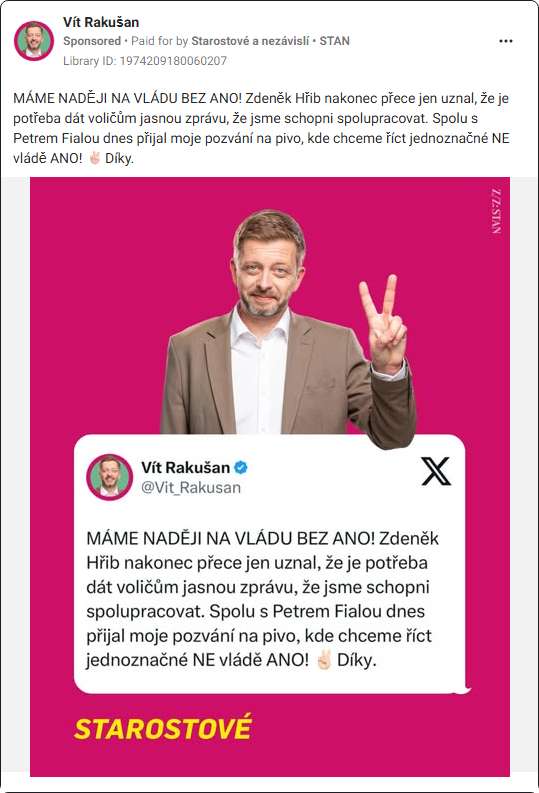 Vít Rakušan
Sponsored • Paid for by Starostové a nezávislí • STAN
Library ID: 1974209180060207
MÁME NADĚJI NA VLÁDU BEZ ANO! Zdeněk Hřib nakonec přece jen uznal, že je
potřeba dát voličům jasnou zprávu, že jsme schopni spolupracovat. Spolu s
Petrem Fialou dnes přijal moje pozvání na pivo, kde chceme říct jednoznačné NE
vládě ANO! ✌🏻 Díky.
Z/Z:STAN
Vít Rakušan
@Vit_Rakusan
MÁME NADĚJI NA VLÁDU BEZ ANO! Zdeněk
Hřib nakonec přece jen uznal, že je potřeba
dát voličům jasnou zprávu, že jsme schopni
spolupracovat. Spolu s Petrem Fialou dnes
přijal moje pozvání na pivo, kde chceme říct
jednoznačné NE vládě ANO! ✌🏻 Díky.
STAROSTOVÉ